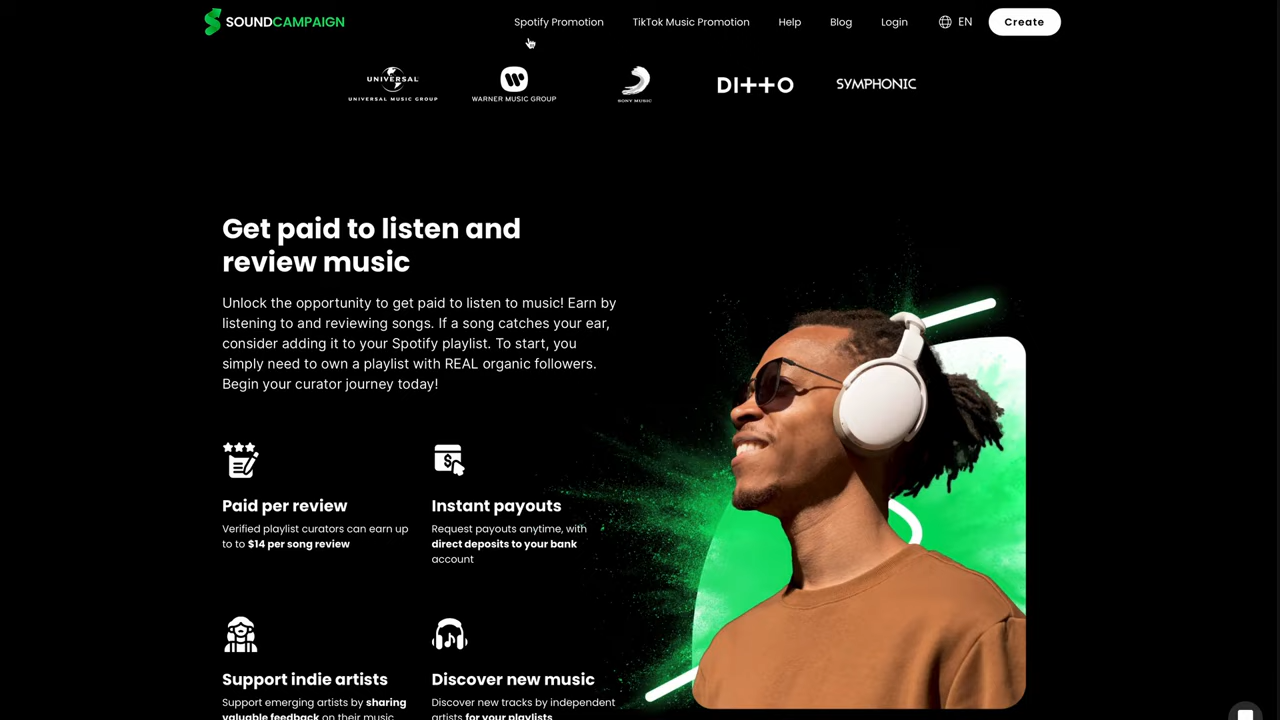 SOUNDCAMPAIGN
Spotify Promotion
TikTok Music Promotion
Help
Blog
Login
EN
Create
UNIVERSAL
UNIVERSAL MUSIC GROUP
WARNER MUSIC GROUP
SONY MUSIC
DITTO
SYMPHONIC
Get paid to listen and
review music
Unlock the opportunity to get paid to listen to music! Earn by
listening to and reviewing songs. If a song catches your ear,
consider adding it to your Spotify playlist. To start, you
simply need to own a playlist with REAL organic followers.
Begin your curator journey today!
Paid per review
Verified playlist curators can earn up
to to $14 per song review
Instant payouts
Request payouts anytime, with
direct deposits to your bank
account
Support indie artists
Support emerging artists by sharing
valuable feedback on their music
Discover new music
Discover new tracks by independent
artists for your playlists